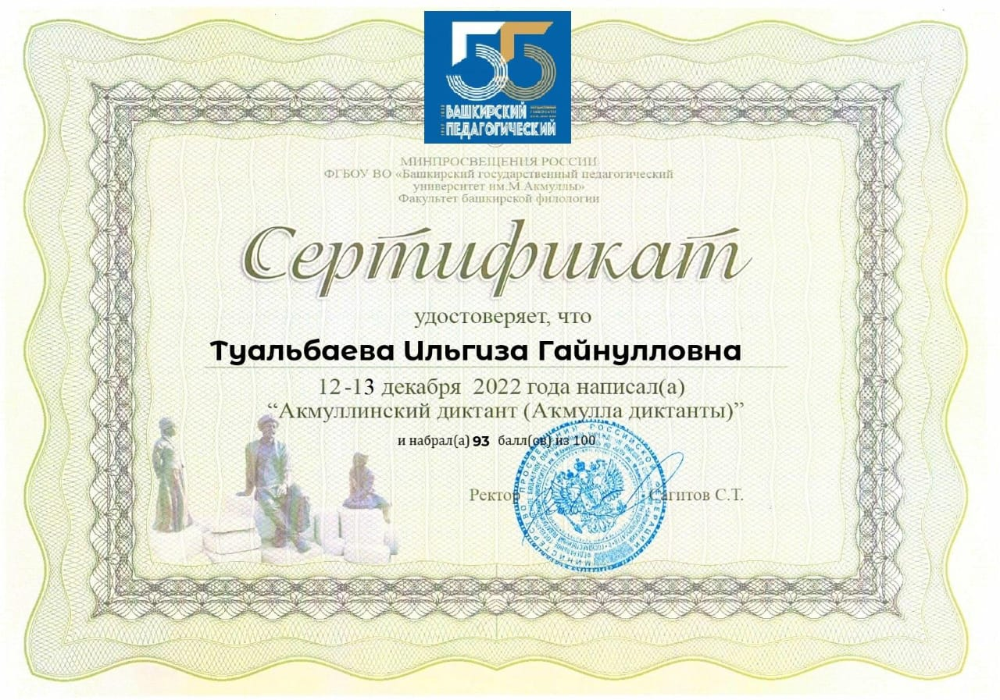 55
БАШКИРСКИЙ
ПЕДАГОГИЧЕСКИЙ
МИНПРОСВЕЩЕНИЯ РОССИИ
ФГБОУ ВО «Башкирский государственный педагогический
университет им.М.Акмуллы»
Факультет башкирской филологии
Сертификат
удостоверяет, что
Туальбаева Ильгиза Гайнулловна
12-13 декабря 2022 года написал(а)
“Акмуллинский диктант (Аҡмулла диктанты)”
и набрал(а) 93 балл(ов) из 100
Ректор Сагитов С.Т.